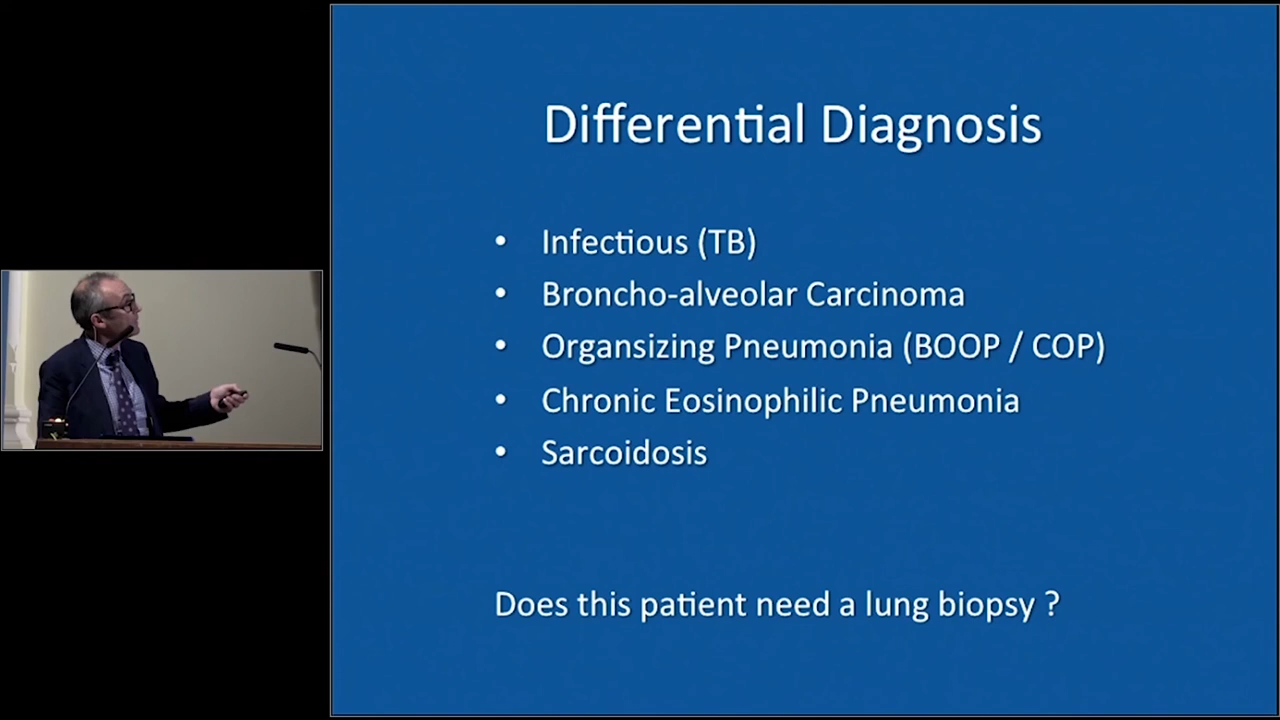 Differential Diagnosis
• Infectious (TB)
• Broncho-alveolar Carcinoma
• Organsizing Pneumonia (BOOP / COP)
• Chronic Eosinophilic Pneumonia
• Sarcoidosis
Does this patient need a lung biopsy ?